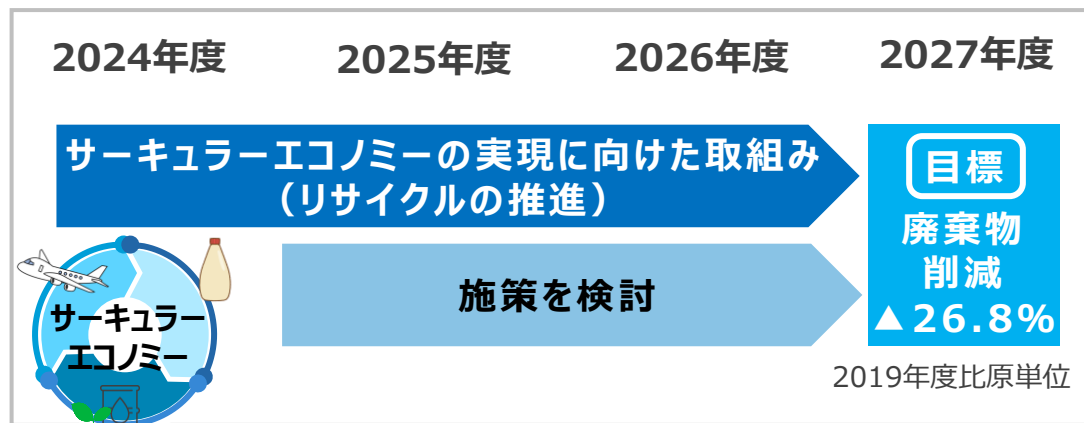 2024年度
2025年度
2026年度
2027年度
サーキュラーエコノミーの実現に向けた取組み
（リサイクルの推進）
目標
廃棄物
削減
▲26.8%
施策を検討
サーキュラー
エコノミー
2019年度比原単位